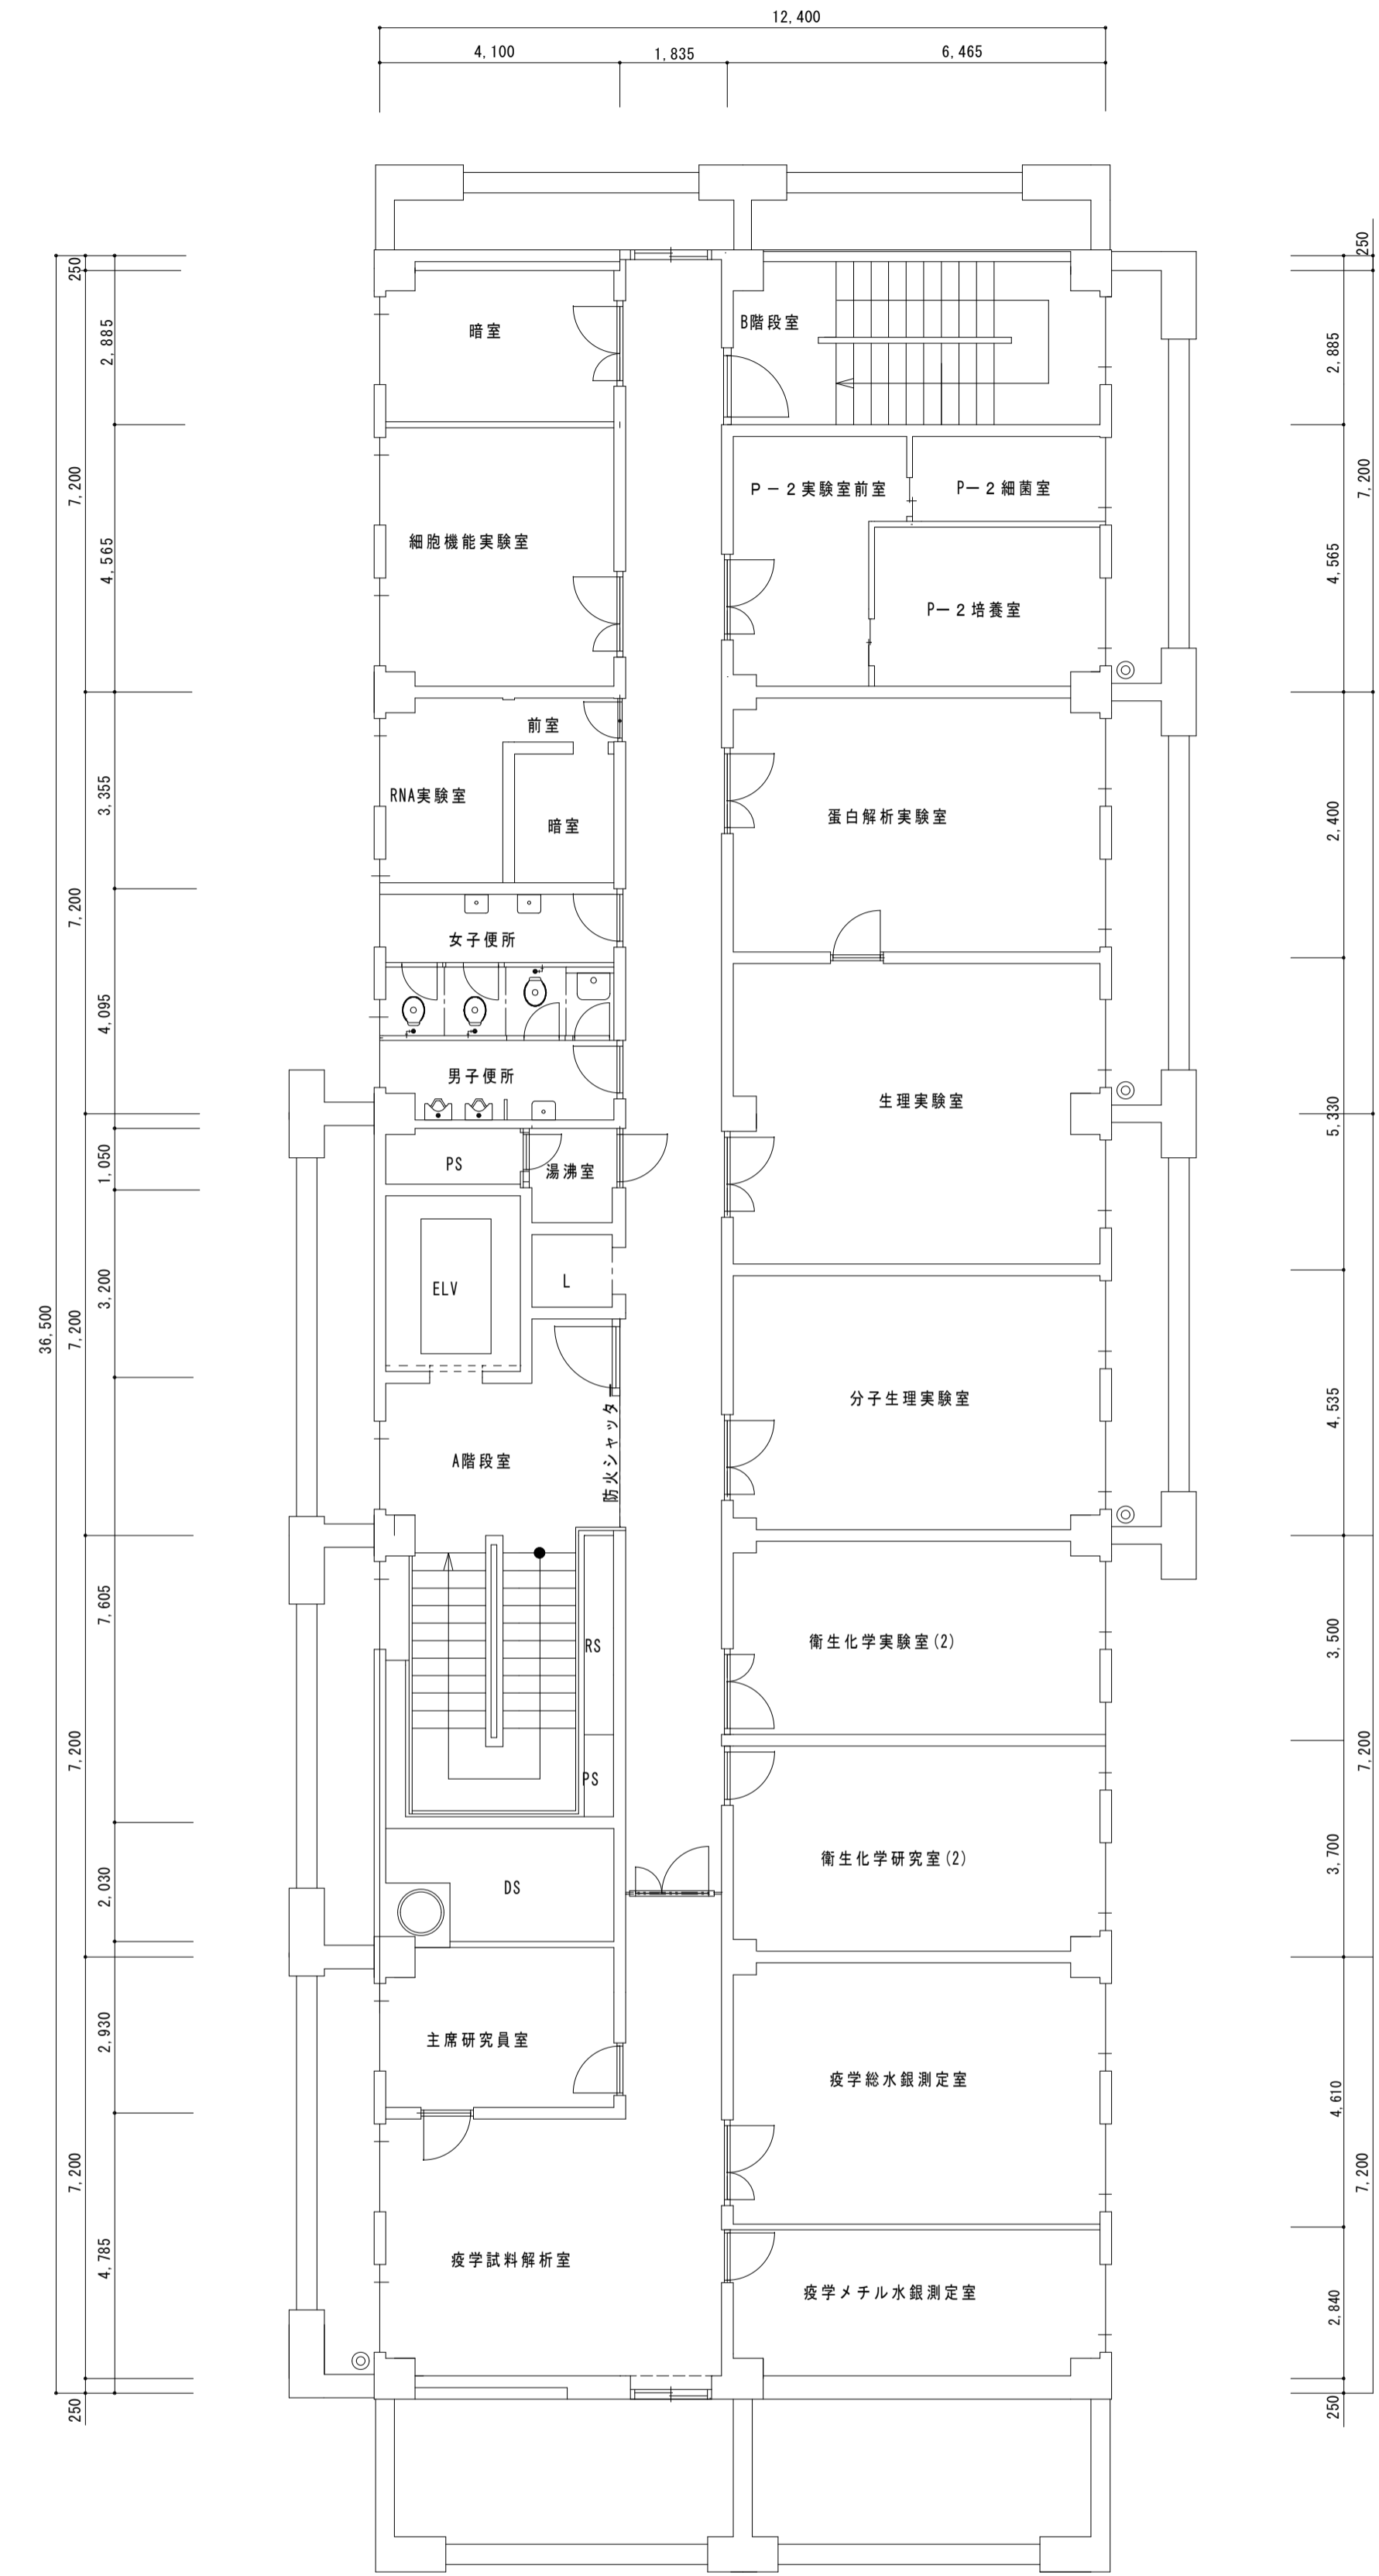 12,400
4,100
1,835
6,465
250
2,885
7,200
4,565
3,355
7,200
4,095
1,050
3,200
7,200
36,500
7,605
7,200
2,030
2,930
7,200
4,785
250
暗室
B階段室
細胞機能実験室
P－2実験室前室
P－2細菌室
P－2培養室
前室
RNA実験室
暗室
蛋白解析実験室
女子便所
男子便所
生理実験室
PS
湯沸室
ELV
L
分子生理実験室
A階段室
防火シャッタ
RS
衛生化学実験室(2)
PS
衛生化学研究室(2)
DS
主席研究員室
疫学総水銀測定室
疫学試料解析室
疫学メチル水銀測定室
250
2,885
7,200
4,565
2,400
5,330
4,535
3,500
7,200
3,700
4,610
7,200
2,840
250